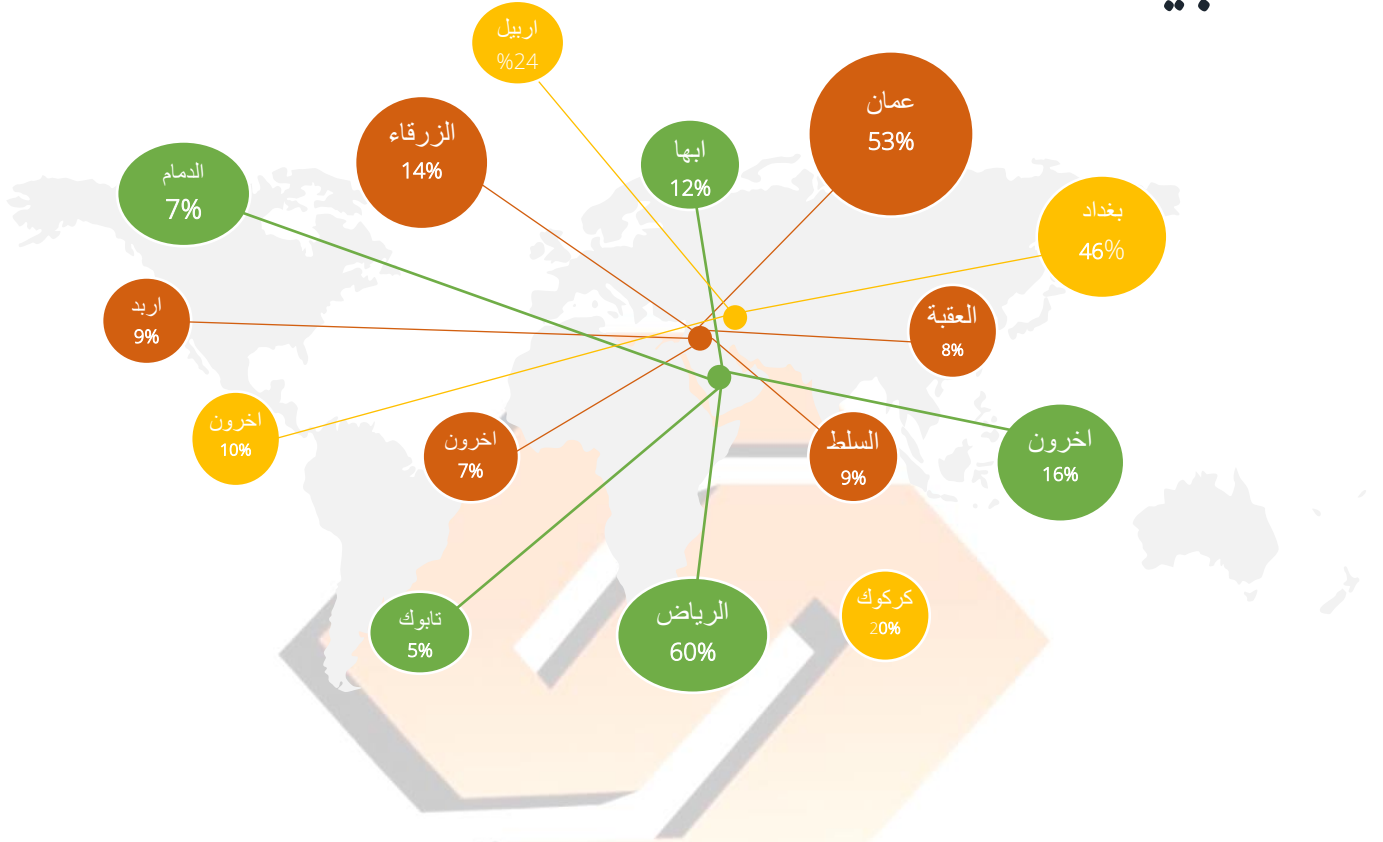 اربيل
%24
عمان
53%
الزرقاء
14%
ابها
12%
الدمام
7%
بغداد
46%
اربد
9%
العقبة
8%
اخرون
10%
اخرون
7%
السلط
9%
اخرون
16%
تابوك
5%
الرياض
60%
كركوك
20%